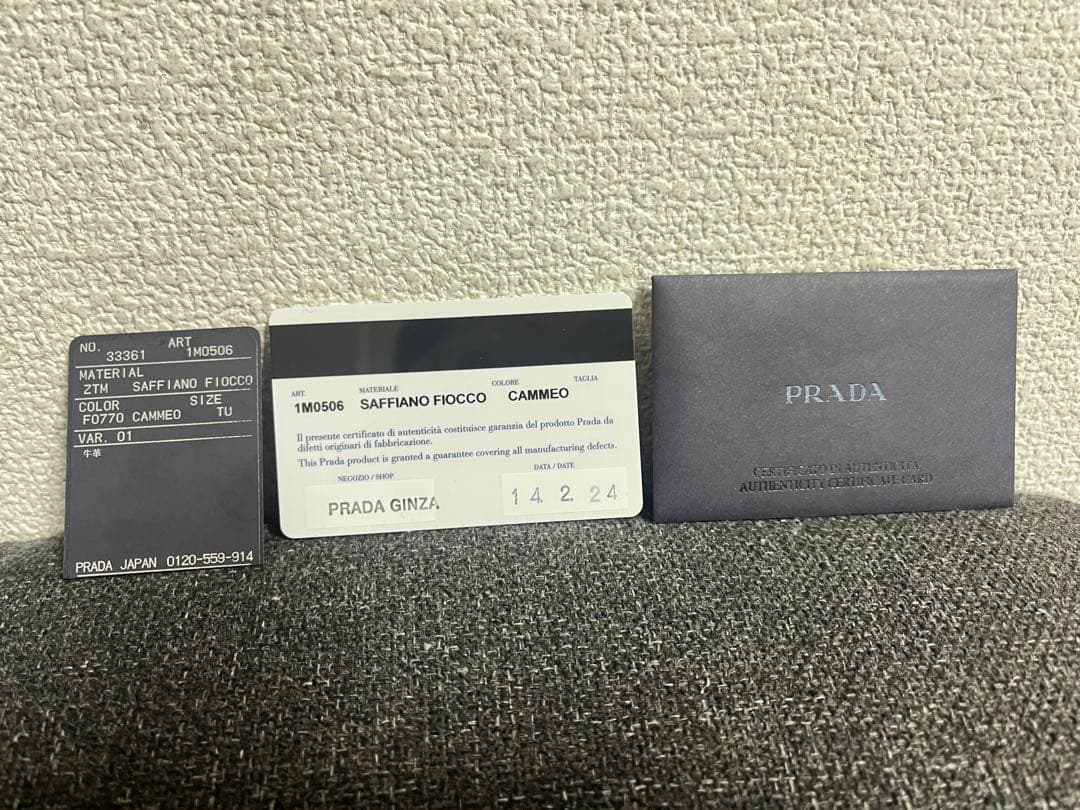 NO. 33361 ART 1M0506
MATERIAL
ZTM SAFFIANO FIOCCO
COLOR SIZE
F0770 CAMMEO TU
VAR. 01
牛革
PRADA JAPAN 0120-559-914
ART. MATERIALE COLORE TAGLIA
1M0506 SAFFIANO FIOCCO CAMMEO
Il presente certificato di autenticità costituisce garanzia del prodotto Prada da
difetti originari di fabbricazione.
This Prada product is granted a guarantee covering all manufacturing defects.
NEGOZIO / SHOP DATA / DATE
PRADA GINZA 14. 2. 24
PRADA
CERTIFICATO DI AUTENTICITÀ
AUTHENTICITY CERTIFICATE CARD